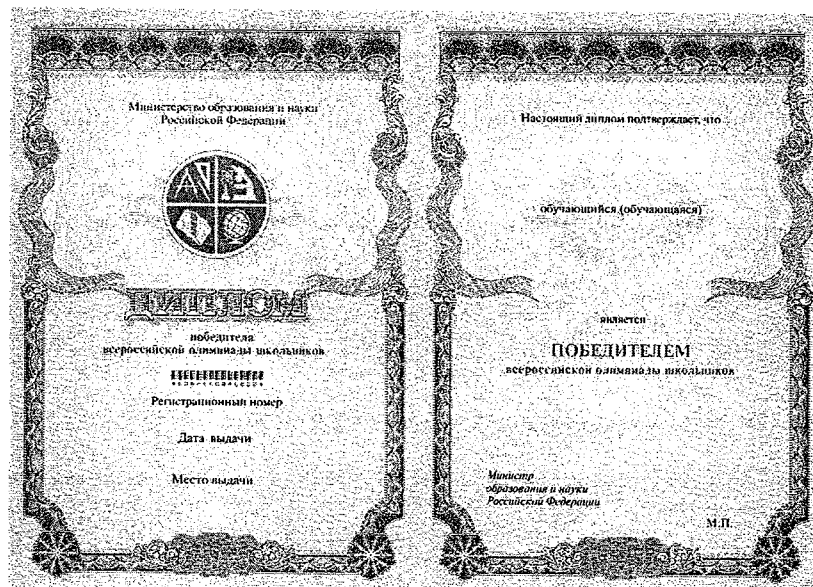 Министерство образования и науки
Российской Федерации
ДИПЛОМ
победителя
всероссийской олимпиады школьников
Регистрационный номер
Дата выдачи
Место выдачи
Настоящий диплом подтверждает, что
обучающийся (обучающаяся)
является
ПОБЕДИТЕЛЕМ
всероссийской олимпиады школьников
Министр
образования и науки
Российской Федерации
М.П.